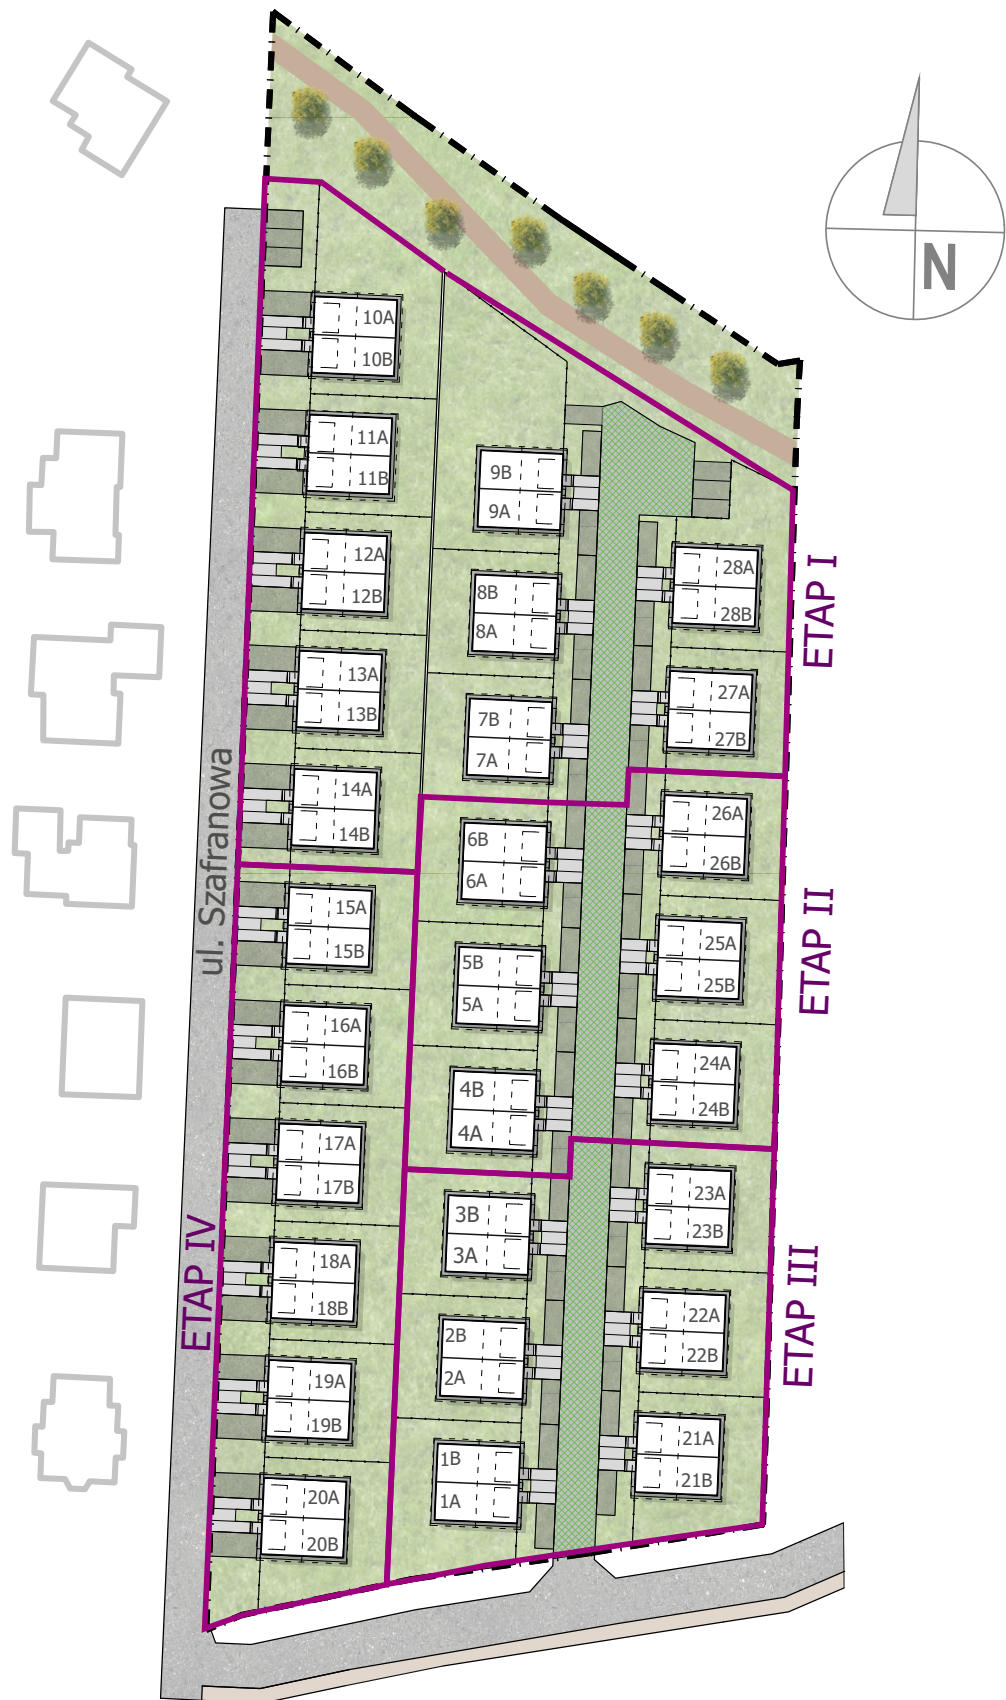 N
10A
10B
11A
11B
12A
12B
13A
13B
14A
14B
15A
15B
16A
16B
17A
17B
18A
18B
19A
19B
20A
20B
9B
9A
8B
8A
7B
7A
6B
6A
5B
5A
4B
4A
3B
3A
2B
2A
1B
1A
28A
28B
27A
27B
26A
26B
25A
25B
24A
24B
23A
23B
22A
22B
21A
21B
ETAP I
ETAP II
ETAP III
ETAP IV
ul. Szafranowa